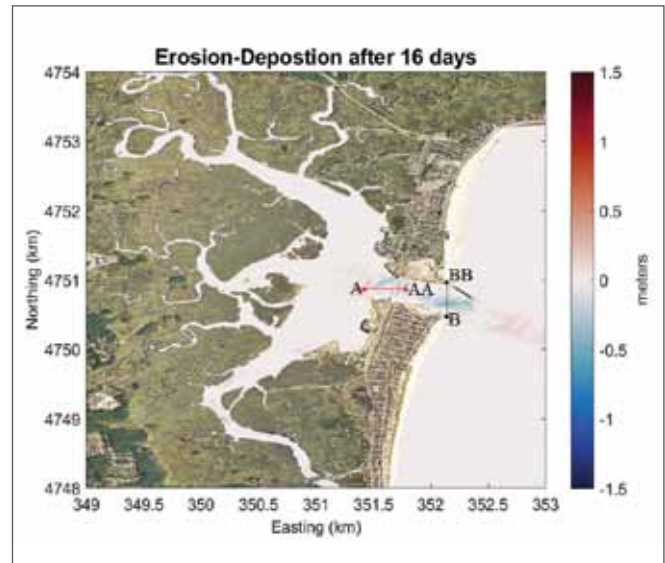 Erosion-Depostion after 16 days
4754
4753
4752
4751
4750
4749
4748
Northing (km)
349 349.5 350 350.5 351 351.5 352 352.5 353
Easting (km)
A AA
BB
B
1.5
1
0.5
0
-0.5
-1
-1.5
meters